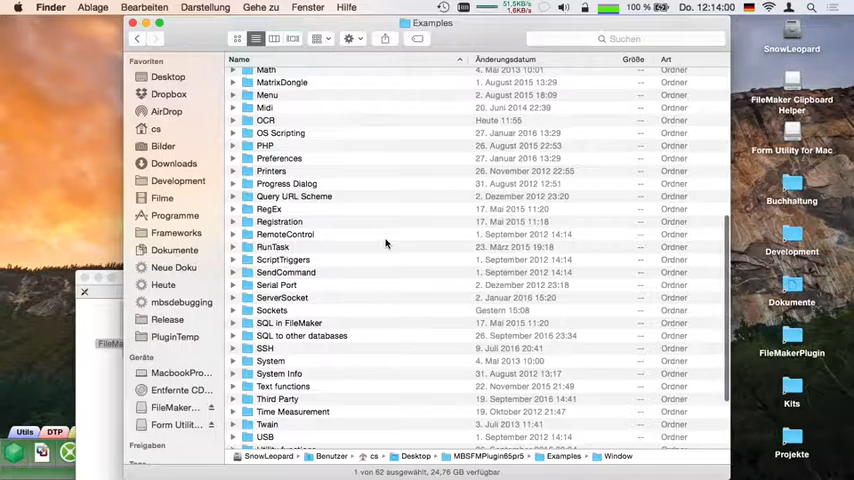 Finder Ablage Bearbeiten Darstellung Gehe zu Fenster Hilfe 51,5KB/s 1,6KB/s 100 % Do. 12:14:00
Examples
Suchen
Name Änderungsdatum Größe Art
Favoriten
Desktop
Dropbox
AirDrop
cs
Bilder
Downloads
Development
Filme
Programme
Frameworks
Dokumente
Neue Doku
Heute
mbsdebugging
Release
PluginTemp
Geräte
MacbookPro...
Entfernte CD...
FileMaker...
Form Utilit...
Freigaben
Math 4. Mai 2013 10:01 -- Ordner
MatrixDongle 1. August 2015 13:29 -- Ordner
Menu 2. August 2015 18:09 -- Ordner
Midi 20. Juni 2014 22:39 -- Ordner
OCR Heute 11:55 -- Ordner
OS Scripting 27. Januar 2016 13:29 -- Ordner
PHP 26. August 2015 22:53 -- Ordner
Preferences 27. Januar 2016 13:29 -- Ordner
Printers 26. November 2012 22:55 -- Ordner
Progress Dialog 31. August 2012 12:51 -- Ordner
Query URL Scheme 2. Dezember 2012 23:04 -- Ordner
RegEx 17. Mai 2015 11:20 -- Ordner
Registration 17. Mai 2015 11:18 -- Ordner
RemoteControl 1. September 2012 14:14 -- Ordner
RunTask 23. März 2015 19:18 -- Ordner
ScriptTriggers 1. September 2012 14:14 -- Ordner
SendCommand 1. September 2012 14:14 -- Ordner
Serial Port 2. Dezember 2012 23:18 -- Ordner
ServerSocket 2. Januar 2016 15:20 -- Ordner
Sockets Gestern 15:08 -- Ordner
SQL in FileMaker 17. Mai 2015 11:20 -- Ordner
SQL to other databases 26. September 2016 23:34 -- Ordner
SSH 9. Juli 2016 20:41 -- Ordner
System 4. Mai 2013 10:00 -- Ordner
System Info 31. August 2012 13:17 -- Ordner
Text functions 22. November 2015 21:49 -- Ordner
Third Party 19. September 2016 14:41 -- Ordner
Time Measurement 19. Oktober 2012 21:47 -- Ordner
Twain 3. Juli 2013 11:41 -- Ordner
USB 1. September 2012 14:14 -- Ordner
SnowLeopard Benutzer cs Desktop MBSFMPlugin65pr5 Examples Window
1 von 62 ausgewählt, 24,76 GB verfügbar
SnowLeopard
FileMaker Clipboard
Helper
Form Utility for Mac
Buchhaltung
Development
Dokumente
FileMakerPlugin
Kits
Projekte
FileM
Utils DTP